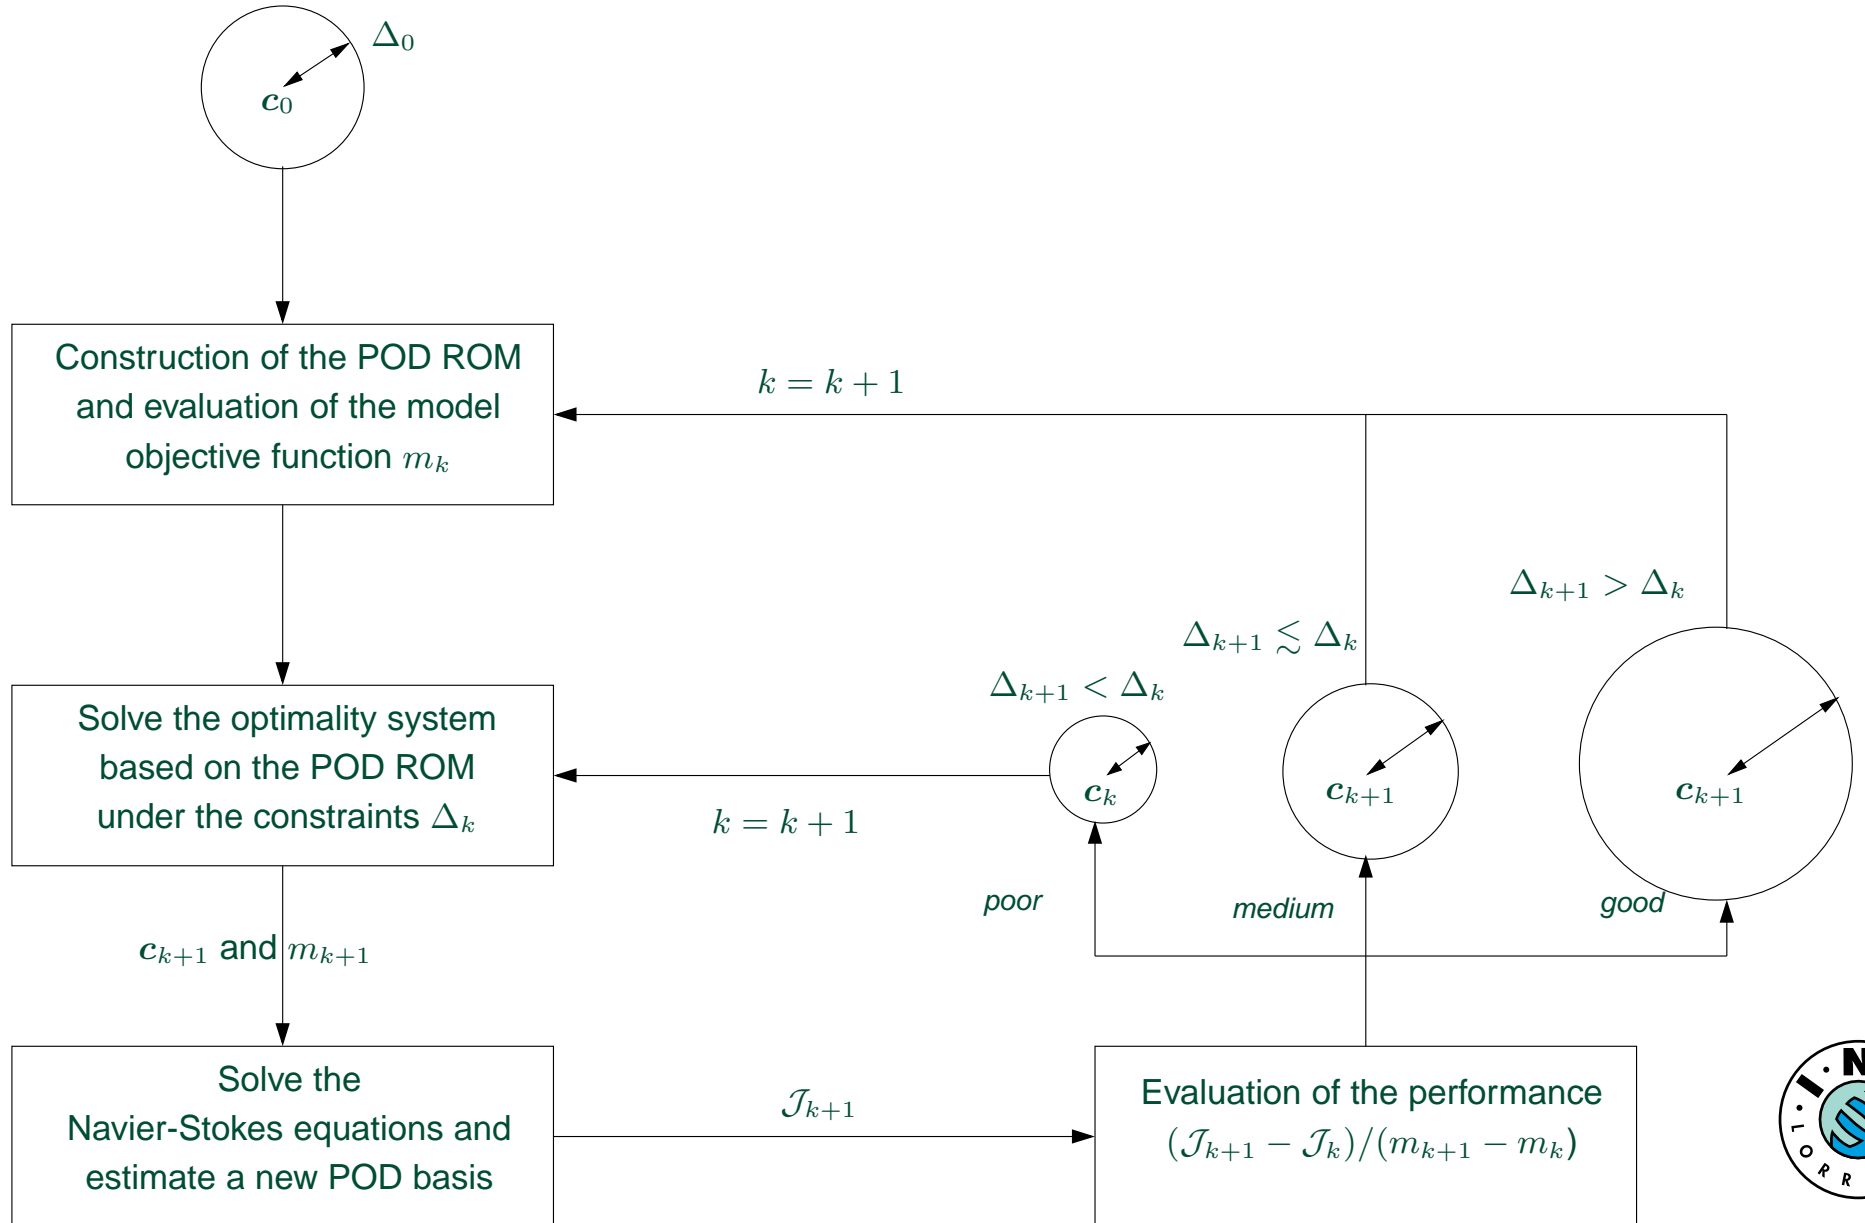 Δ₀
c₀
Construction of the POD ROM
and evaluation of the model
objective function mₖ
k = k + 1
Δₖ₊₁ > Δₖ
Δₖ₊₁ ≲ Δₖ
Δₖ₊₁ < Δₖ
Solve the optimality system
based on the POD ROM
under the constraints Δₖ
k = k + 1
cₖ
cₖ₊₁
cₖ₊₁
poor
medium
good
cₖ₊₁ and mₖ₊₁
Solve the
Navier-Stokes equations and
estimate a new POD basis
𝒥ₖ₊₁
Evaluation of the performance
(𝒥ₖ₊₁ − 𝒥ₖ)/(mₖ₊₁ − mₖ)